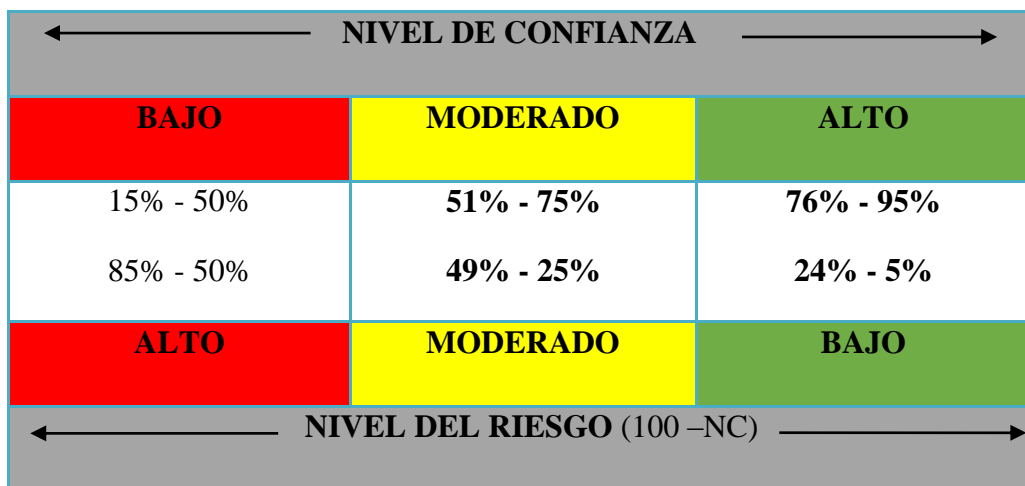 NIVEL DE CONFIANZA
BAJO MODERADO ALTO
15% - 50% 51% - 75% 76% - 95%
85% - 50% 49% - 25% 24% - 5%
ALTO MODERADO BAJO
NIVEL DEL RIESGO (100 –NC)